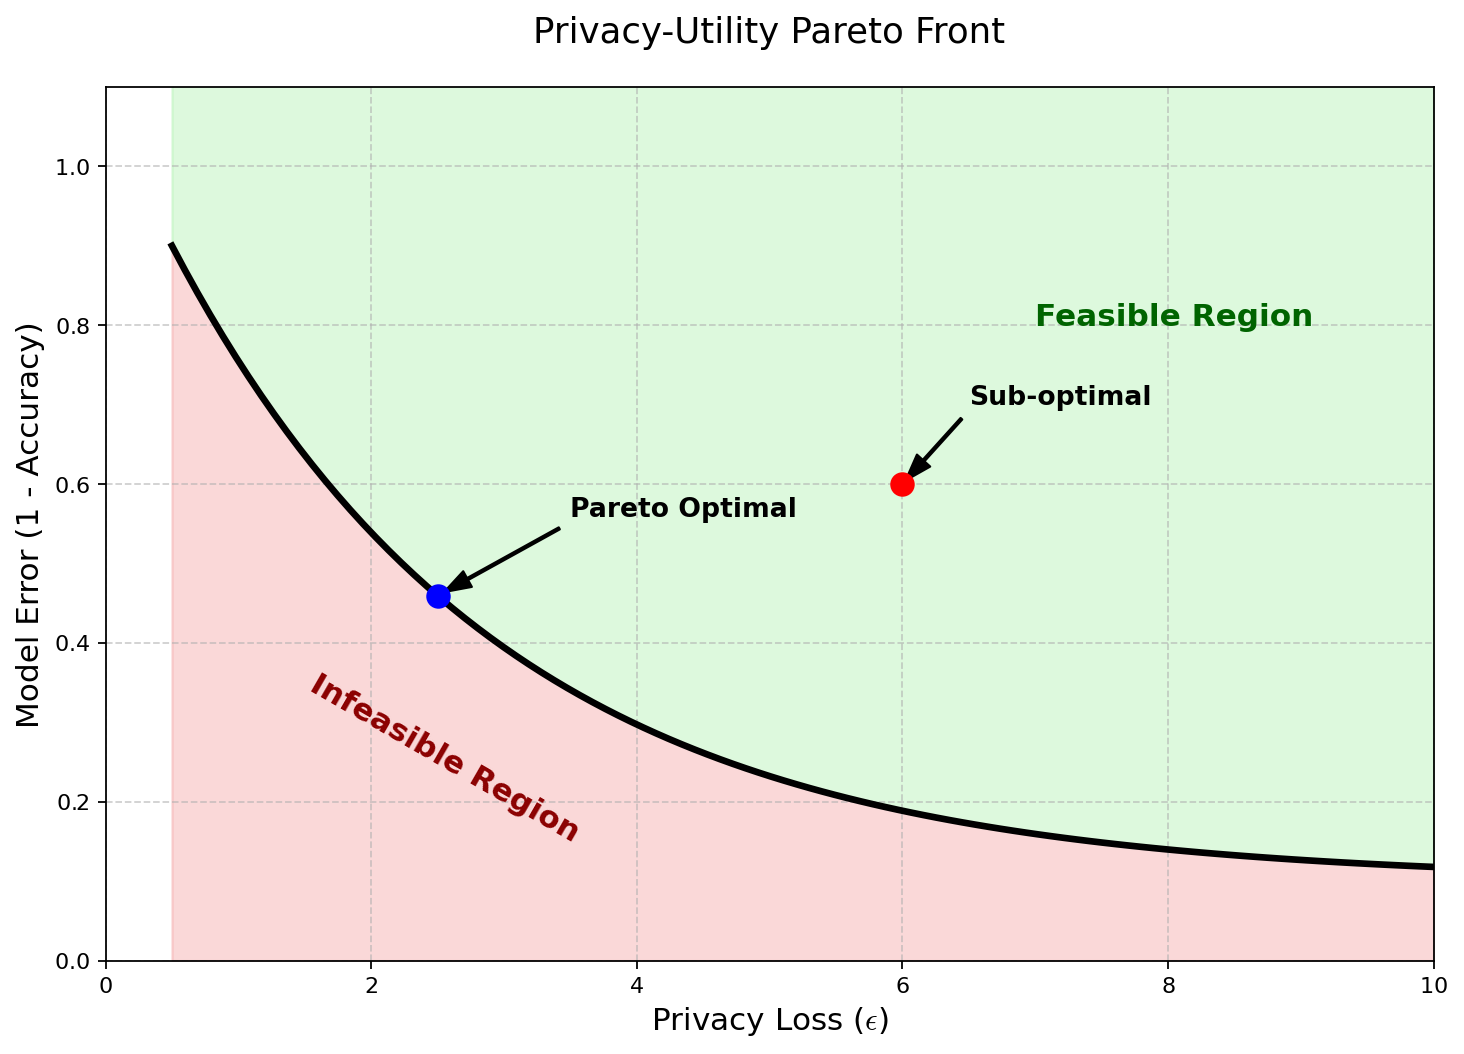 Privacy-Utility Pareto Front
1.0
0.8
0.6
0.4
0.2
0.0
Model Error (1 - Accuracy)
Feasible Region
Sub-optimal
Pareto Optimal
Infeasible Region
0 2 4 6 8 10
Privacy Loss (ϵ)